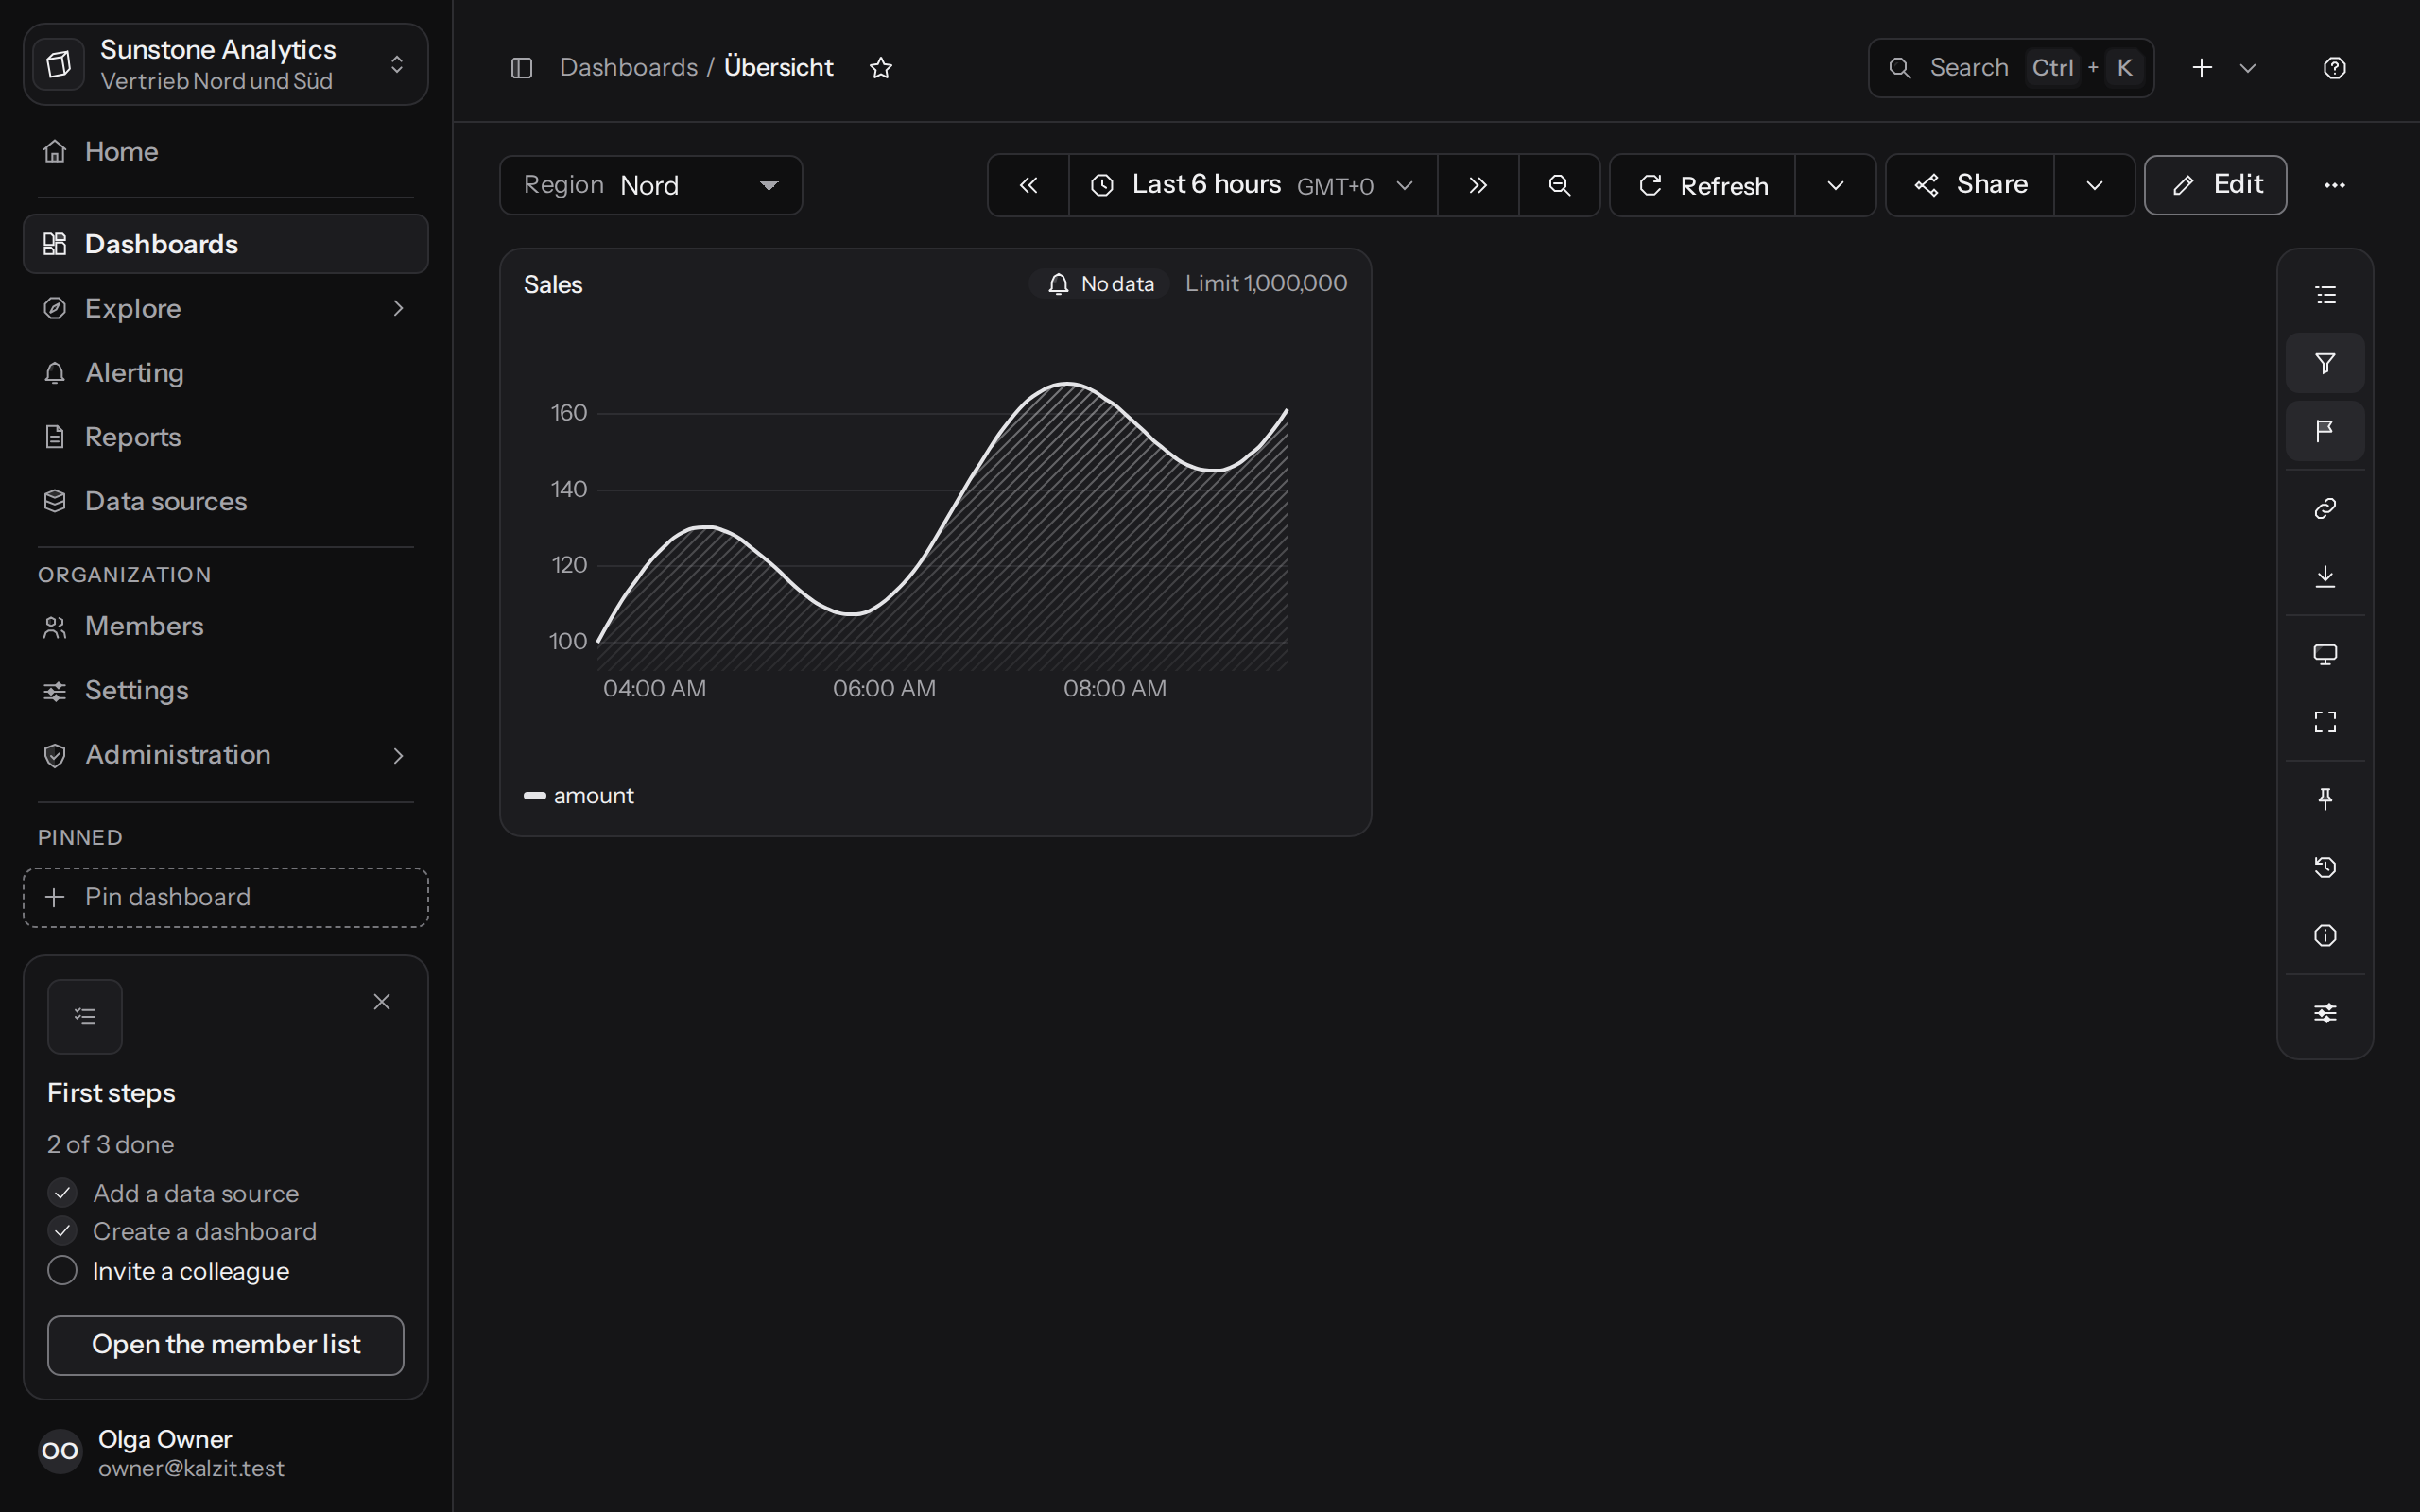 Sunstone Analytics
Vertrieb Nord und Süd
Home
Dashboards
Explore
Alerting
Reports
Data sources
ORGANIZATION
Members
Settings
Administration
PINNED
Pin dashboard
First steps
2 of 3 done
Add a data source
Create a dashboard
Invite a colleague
Open the member list
OO
Olga Owner
owner@kalzit.test
Dashboards / Übersicht
Search Ctrl + K
Region Nord
Last 6 hours GMT+0
Refresh
Share
Edit
Sales
No data
Limit 1,000,000
160
140
120
100
04:00 AM 06:00 AM 08:00 AM
amount